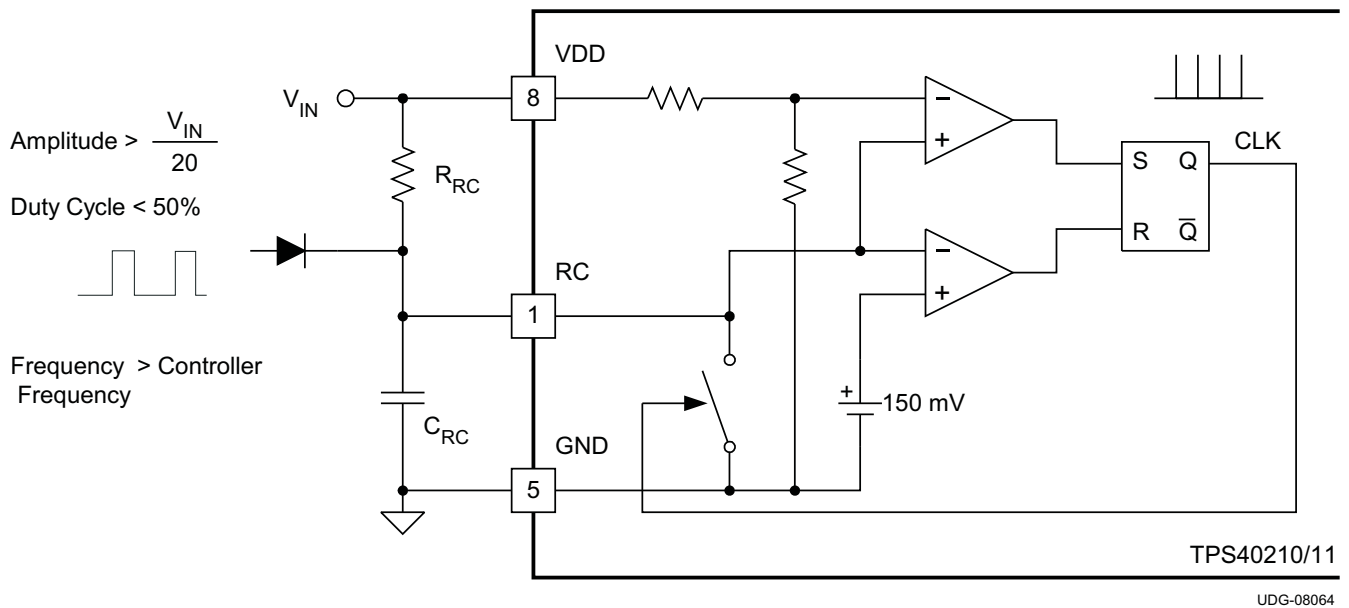 VDD
V_IN
8
Amplitude > V_IN / 20
R_RC
Duty Cycle < 50%
−
+
S Q
R Q̅
CLK
RC
1
−
+
Frequency > Controller
Frequency
+
150 mV
C_RC
GND
5
TPS40210/11
UDG-08064